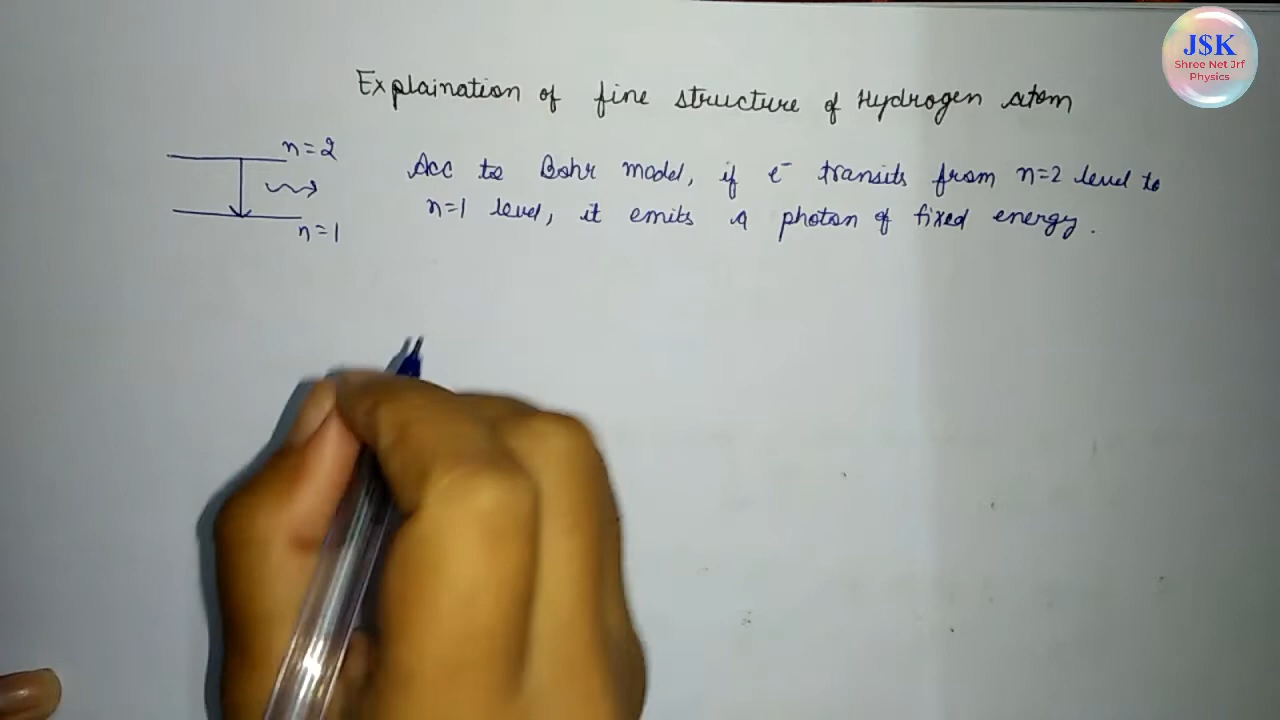 J$K
Shree Net Jrf
Physics
Explaination of fine structure of Hydrogen atom
n=2
n=1
Acc to Bohr model, if e⁻ transits from n=2 level to
n=1 level, it emits a photon of fixed energy.